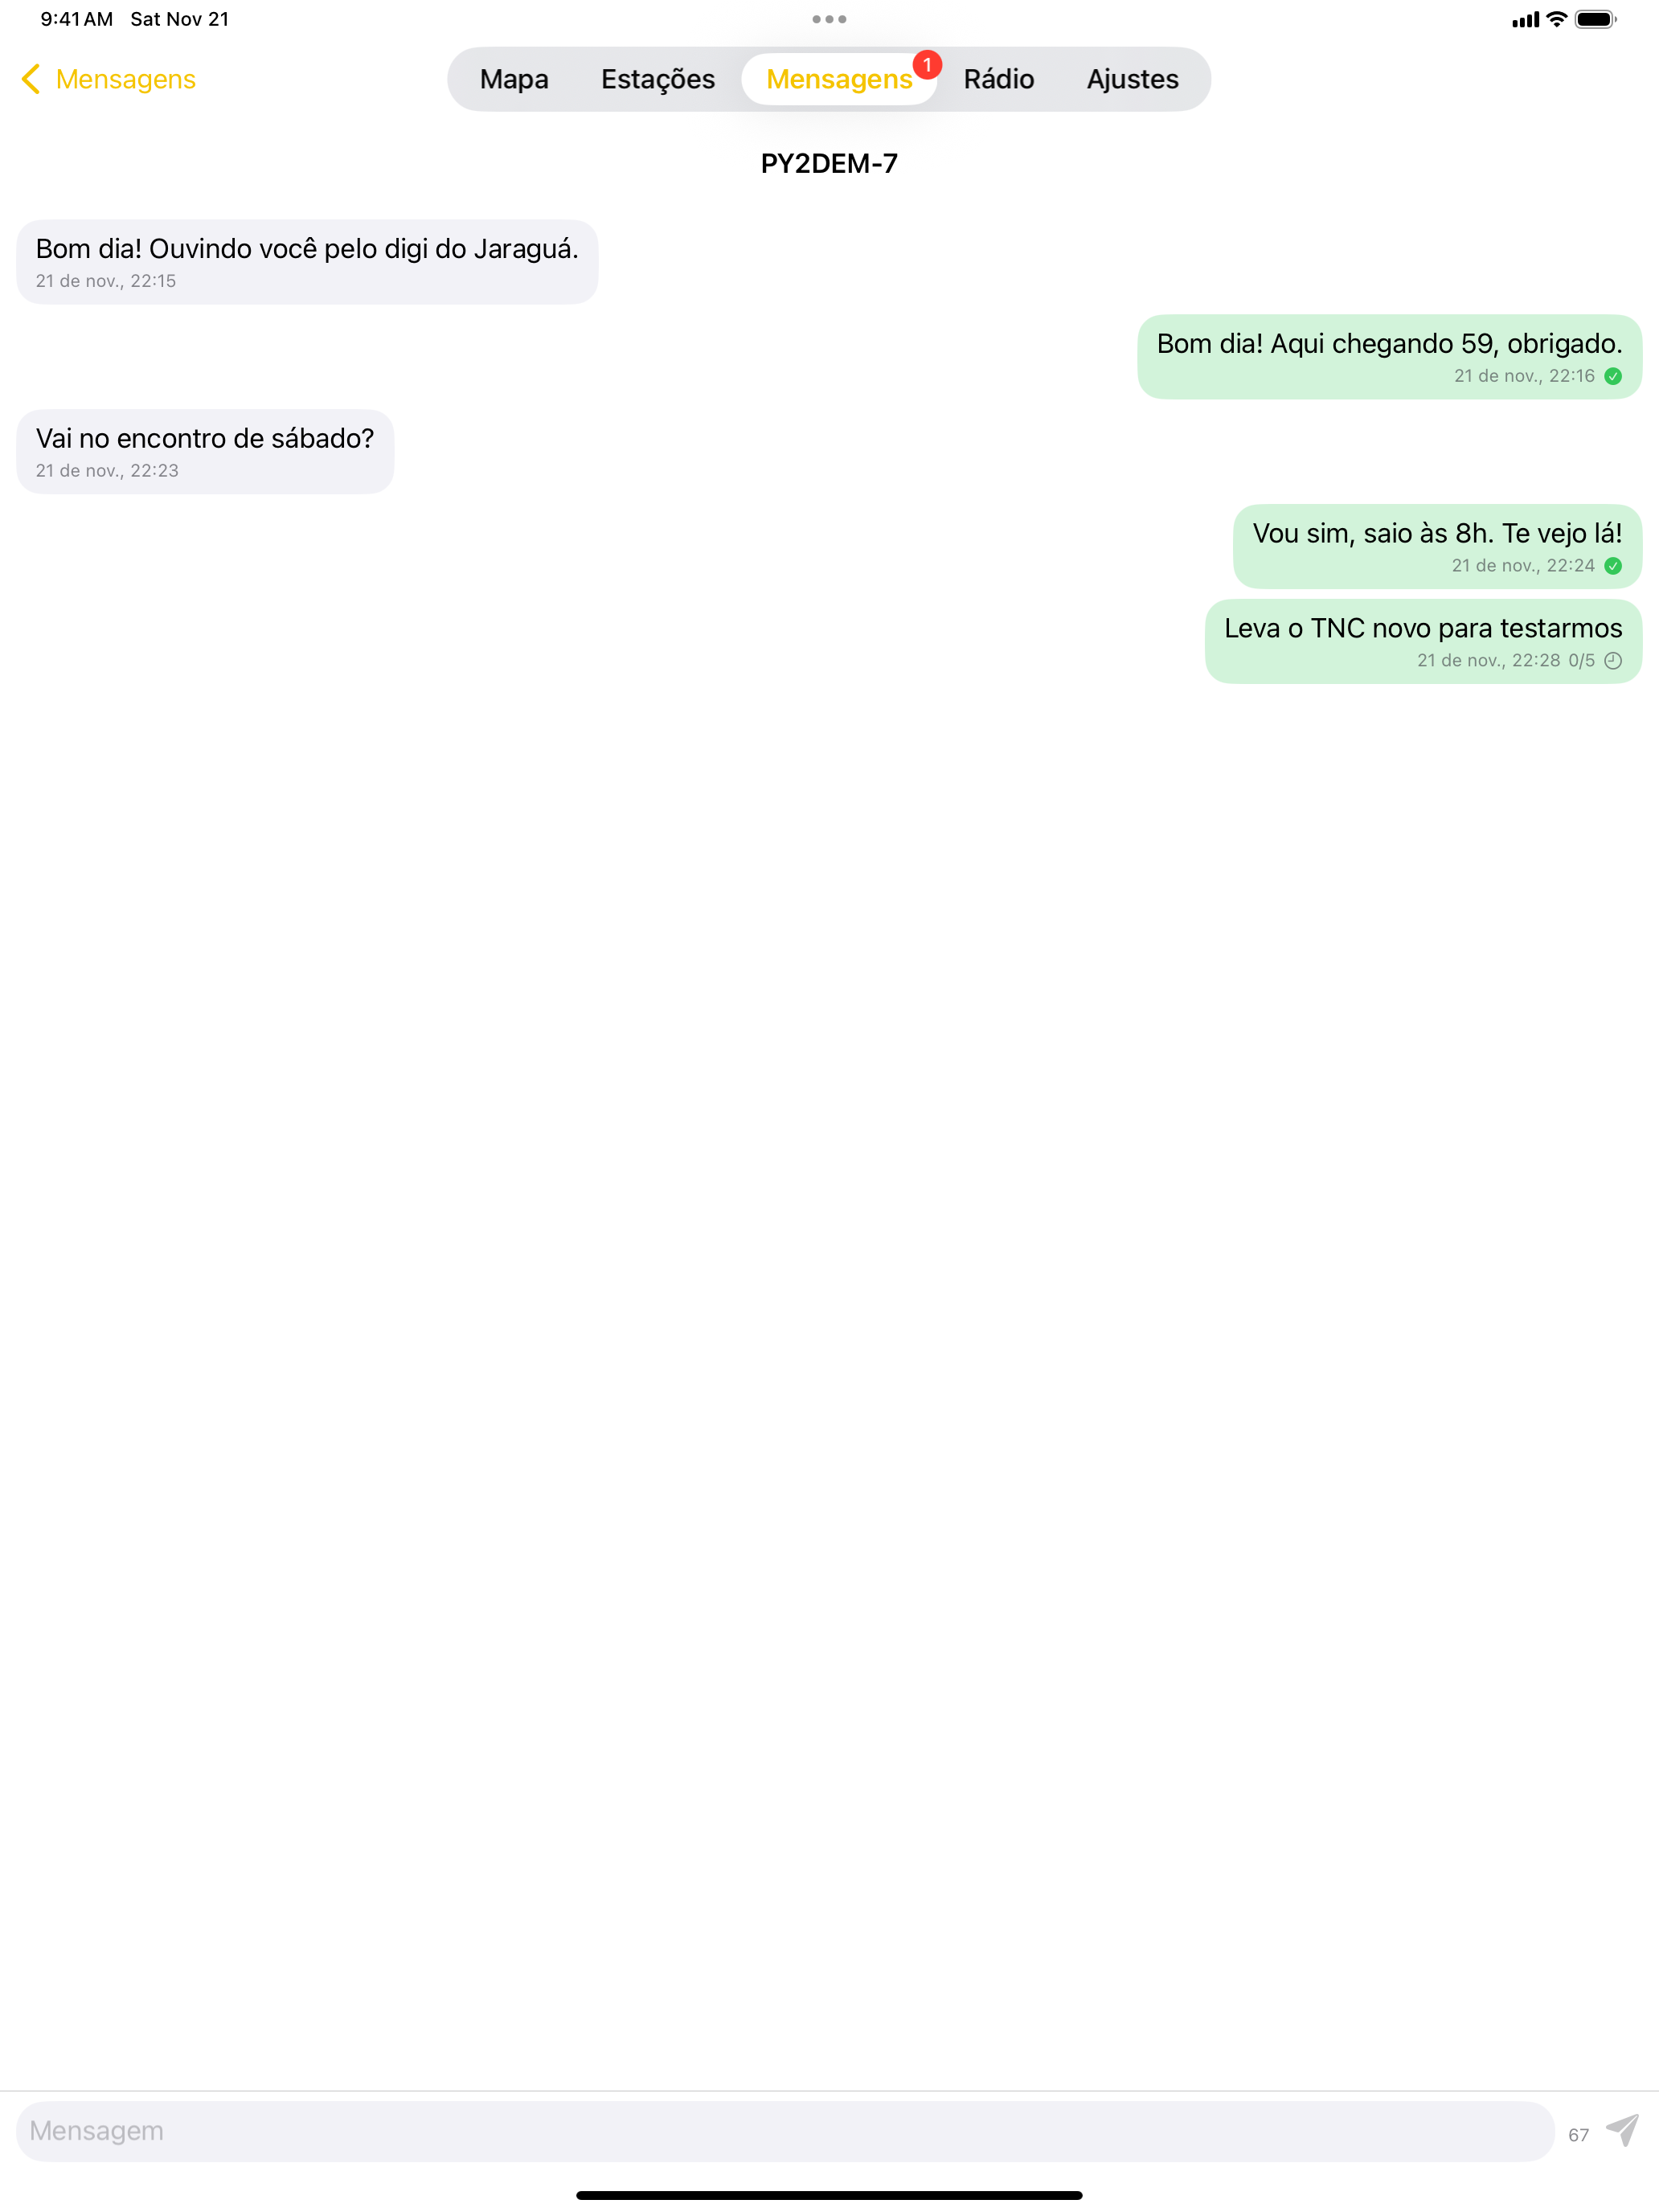 9:41 AM Sat Nov 21
Mensagens
Mapa Estações Mensagens 1 Rádio Ajustes
PY2DEM-7
Bom dia! Ouvindo você pelo digi do Jaraguá.
21 de nov., 22:15
Bom dia! Aqui chegando 59, obrigado.
21 de nov., 22:16
Vai no encontro de sábado?
21 de nov., 22:23
Vou sim, saio às 8h. Te vejo lá!
21 de nov., 22:24
Leva o TNC novo para testarmos
21 de nov., 22:28 0/5
Mensagem
67